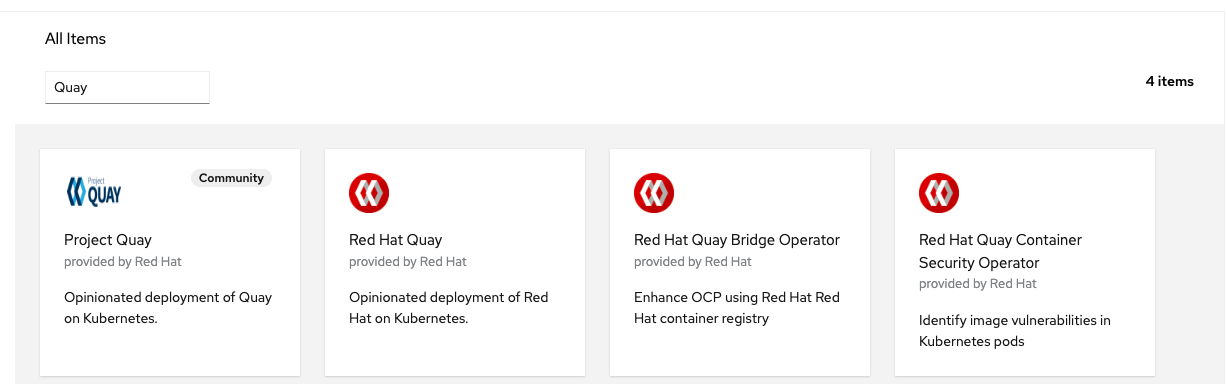 All Items
Quay
4 items
Project
QUAY
Community
Project Quay
provided by Red Hat
Opinionated deployment of Quay
on Kubernetes.
Red Hat Quay
provided by Red Hat
Opinionated deployment of Red
Hat on Kubernetes.
Red Hat Quay Bridge Operator
provided by Red Hat
Enhance OCP using Red Hat Red
Hat container registry
Red Hat Quay Container
Security Operator
provided by Red Hat
Identify image vulnerabilities in
Kubernetes pods